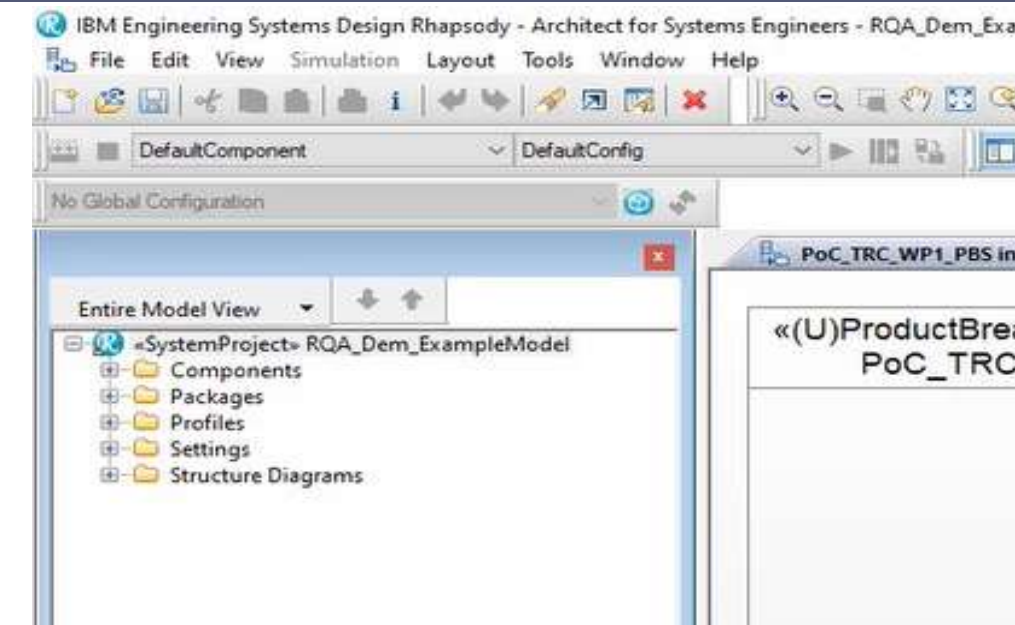 IBM Engineering Systems Design Rhapsody - Architect for Systems Engineers - RQA_Dem_Exa
File Edit View Simulation Layout Tools Window Help
DefaultComponent DefaultConfig
No Global Configuration
PoC_TRC_WP1_PBS in
Entire Model View
«SystemProject» RQA_Dem_ExampleModel
Components
Packages
Profiles
Settings
Structure Diagrams
«(U)ProductBrea
PoC_TRC